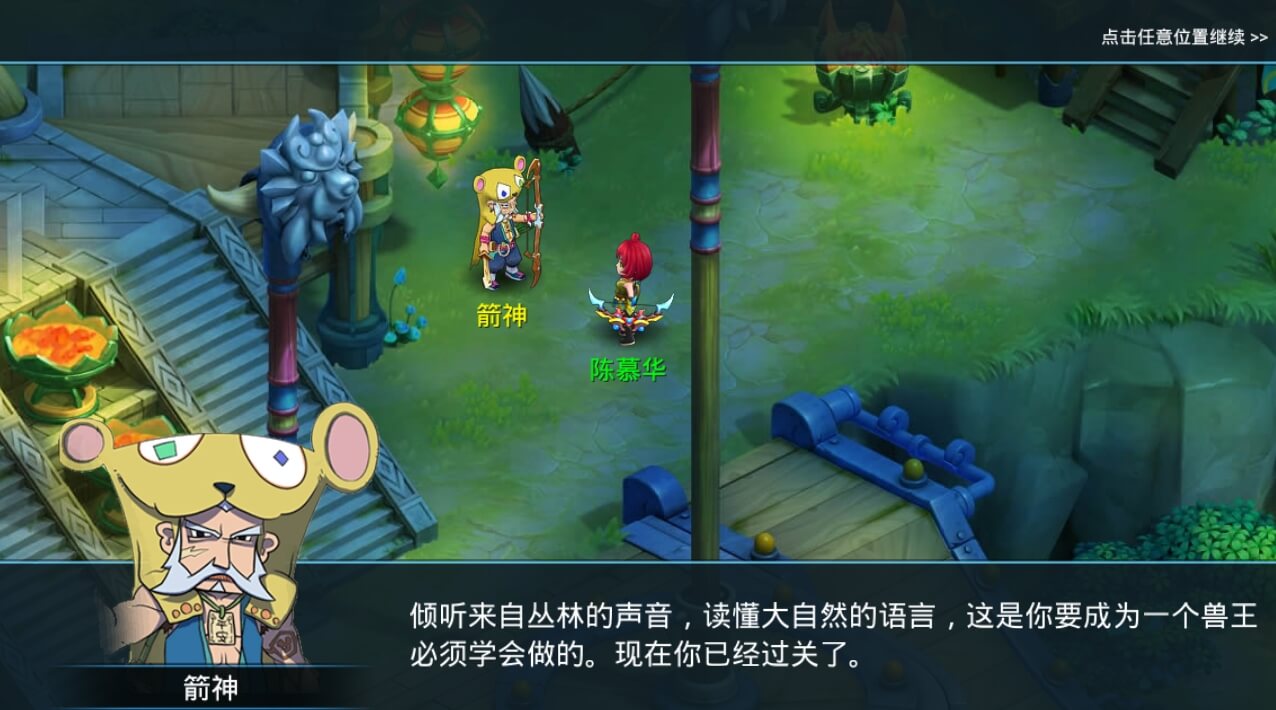 点击任意位置继续 >>
箭神
陈慕华
倾听来自丛林的声音，读懂大自然的语言，这是你要成为一个兽王
必须学会做的。现在你已经过关了。
箭神